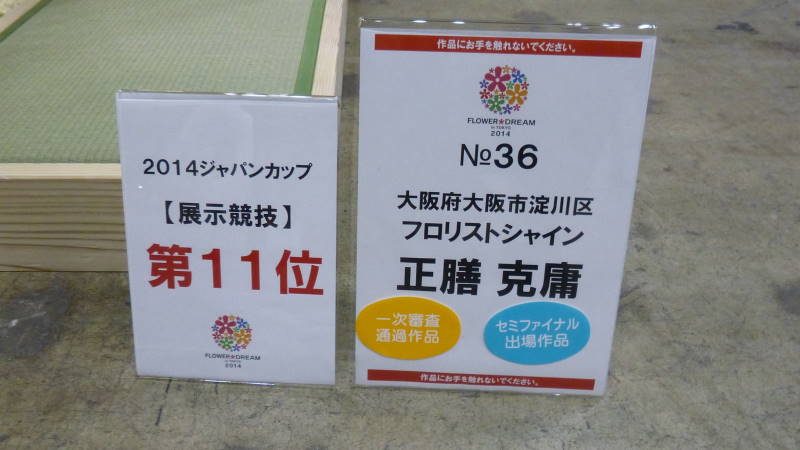 2014ジャパンカップ
【展示競技】
第11位
FLOWER★DREAM
2014
作品にお手を触れないでください。
FLOWER★DREAM
in TOKYO
2014
№36
大阪府大阪市淀川区
フロリストシャイン
正膳 克庸
一次審査
通過作品
セミファイナル
出場作品
作品にお手を触れないでください。